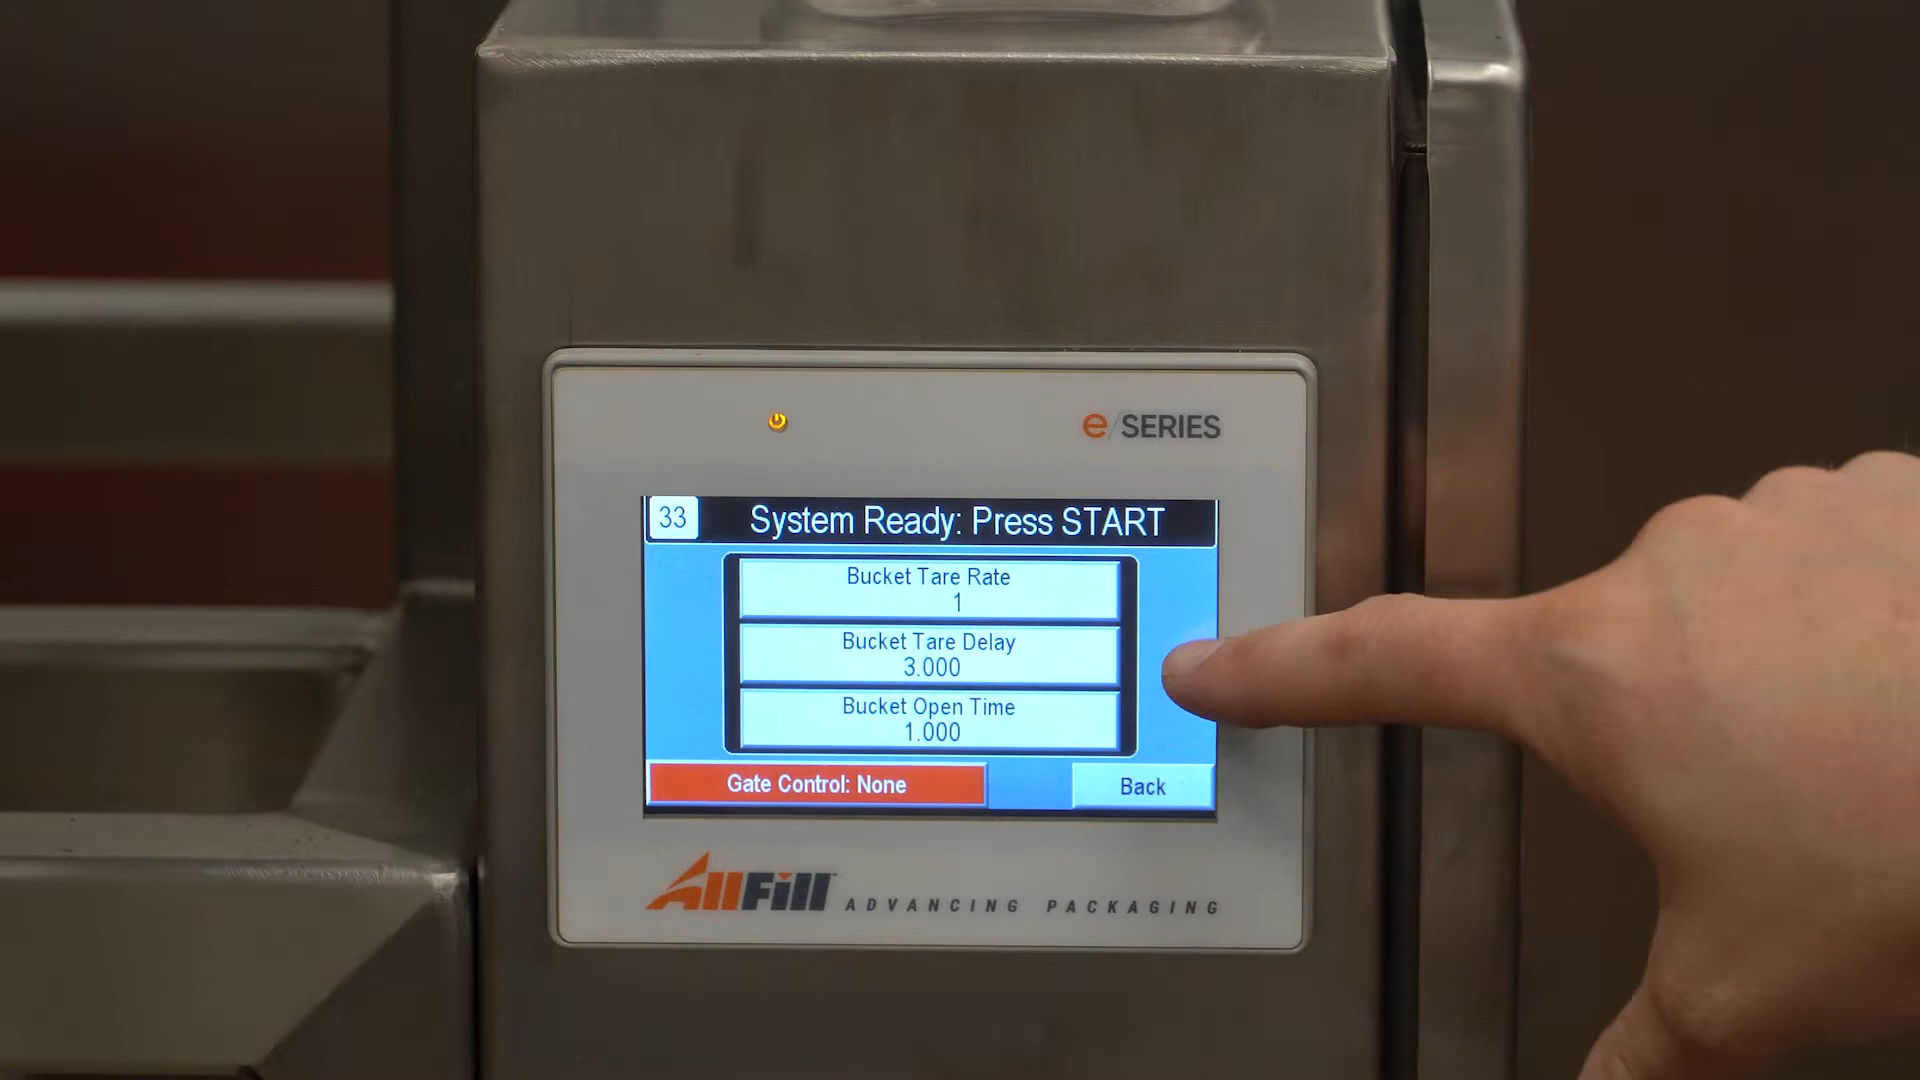 e/SERIES
33
System Ready: Press START
Bucket Tare Rate
1
Bucket Tare Delay
3.000
Bucket Open Time
1.000
Gate Control: None
Back
AllFill ADVANCING PACKAGING